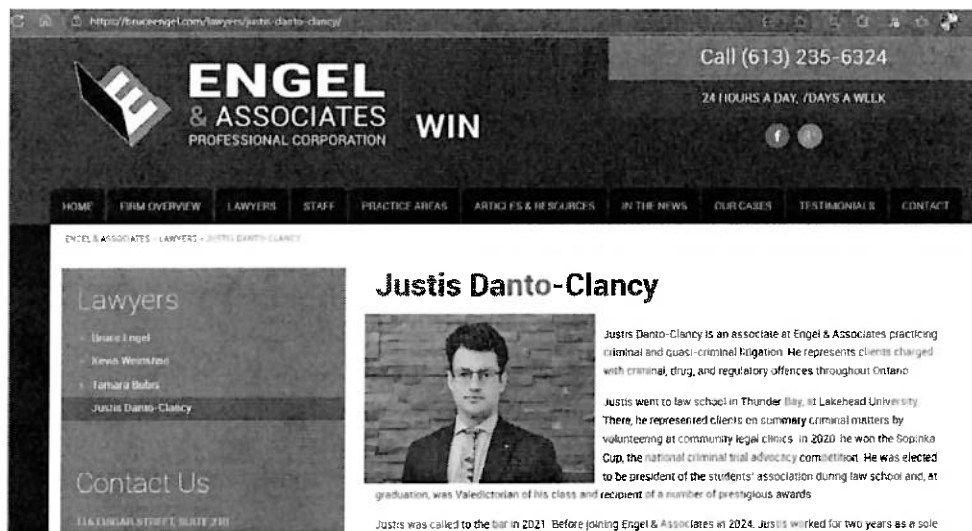 https://bruceengel.com/lawyers/justis-danto-clancy/
ENGEL
& ASSOCIATES
PROFESSIONAL CORPORATION
WIN
Call (613) 235-6324
24 HOURS A DAY, 7 DAYS A WEEK
f
HOME FIRM OVERVIEW LAWYERS STAFF PRACTICE AREAS ARTICLES & RESOURCES IN THE NEWS OUR CASES TESTIMONIALS CONTACT
ENGEL & ASSOCIATES > LAWYERS > JUSTIS DANTO-CLANCY
Lawyers
Bruce Engel
Kevin
Tamara
Justis Danto-Clancy
Contact Us
Justis Danto-Clancy
Justis Danto-Clancy is an associate at Engel & Associates practicing
criminal and quasi-criminal litigation. He represents clients charged
with criminal, drug, and regulatory offences throughout Ontario.
Justis went to law school in Thunder Bay, at Lakehead University.
There, he represented clients on summary criminal matters by
volunteering at community legal clinics. In 2020, he won the Sopinka
Cup, the national criminal trial advocacy competition. He was elected
to be president of the students' association during law school and, at
graduation, was Valedictorian of his class and recipient of a number of prestigious awards.
Justis was called to the bar in 2021. Before joining Engel & Associates in 2024, Justis worked for two years as a sole